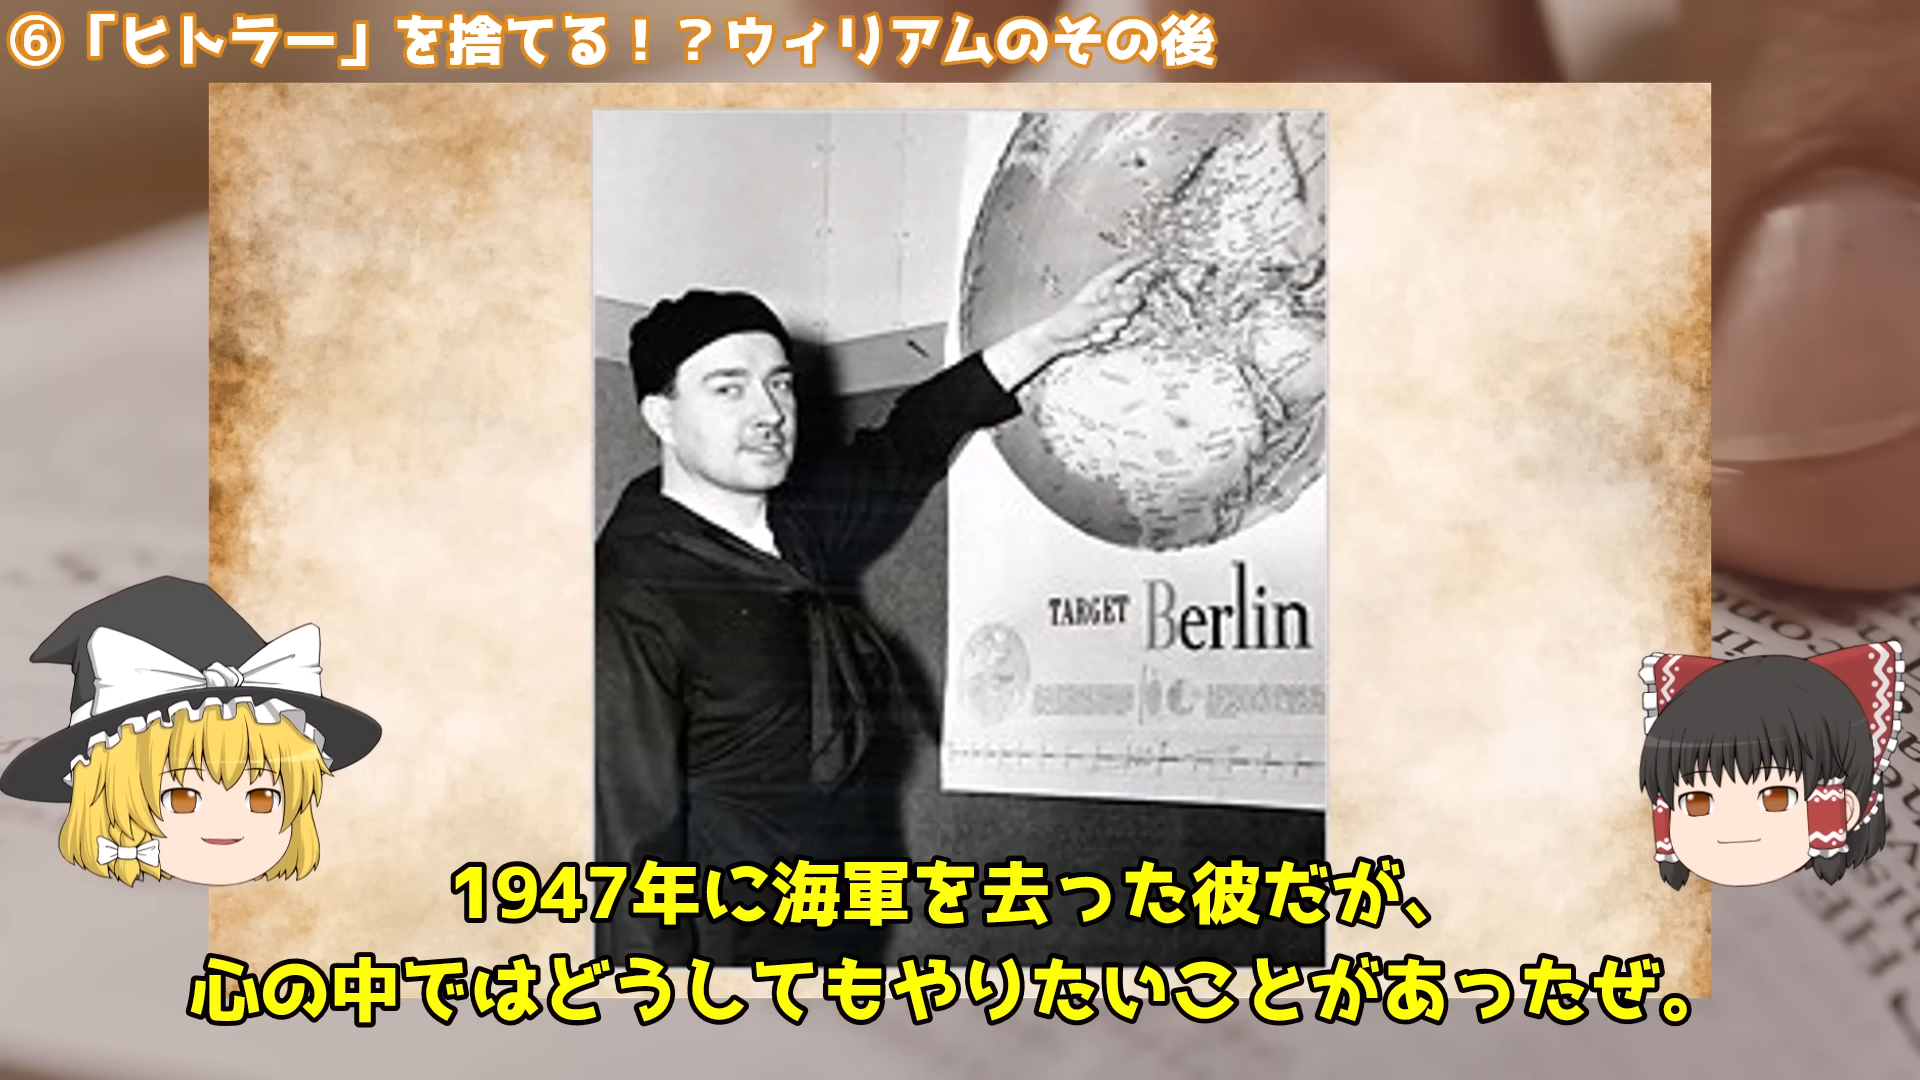 ⑥「ヒトラー」を捨てる！？ウィリアムのその後
TARGET Berlin
1947年に海軍を去った彼だが、
心の中ではどうしてもやりたいことがあったぜ。